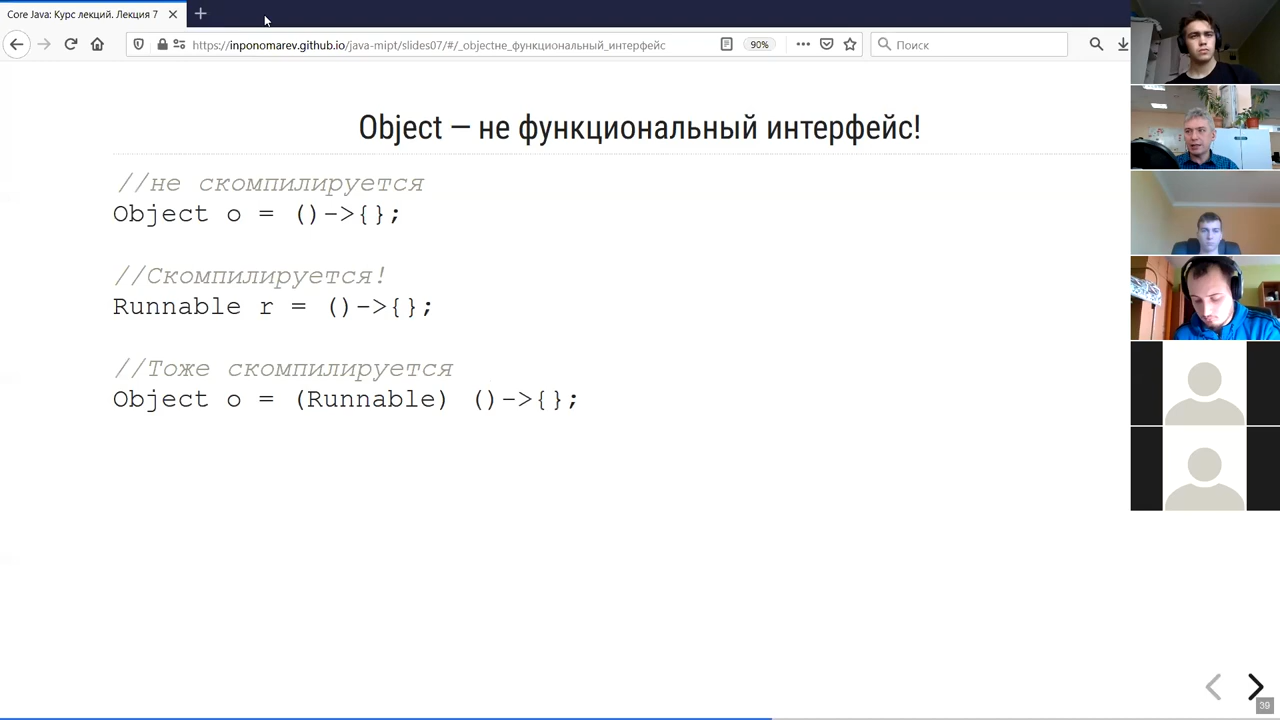 Core Java: Курс лекций. Лекция 7
https://inponomarev.github.io/java-mipt/slides07/#/_objectне_функциональный_интерфейс
90%
Поиск
Object — не функциональный интерфейс!
//не скомпилируется
Object o = ()->{};
//Скомпилируется!
Runnable r = ()->{};
//Тоже скомпилируется
Object o = (Runnable) ()->{};
39